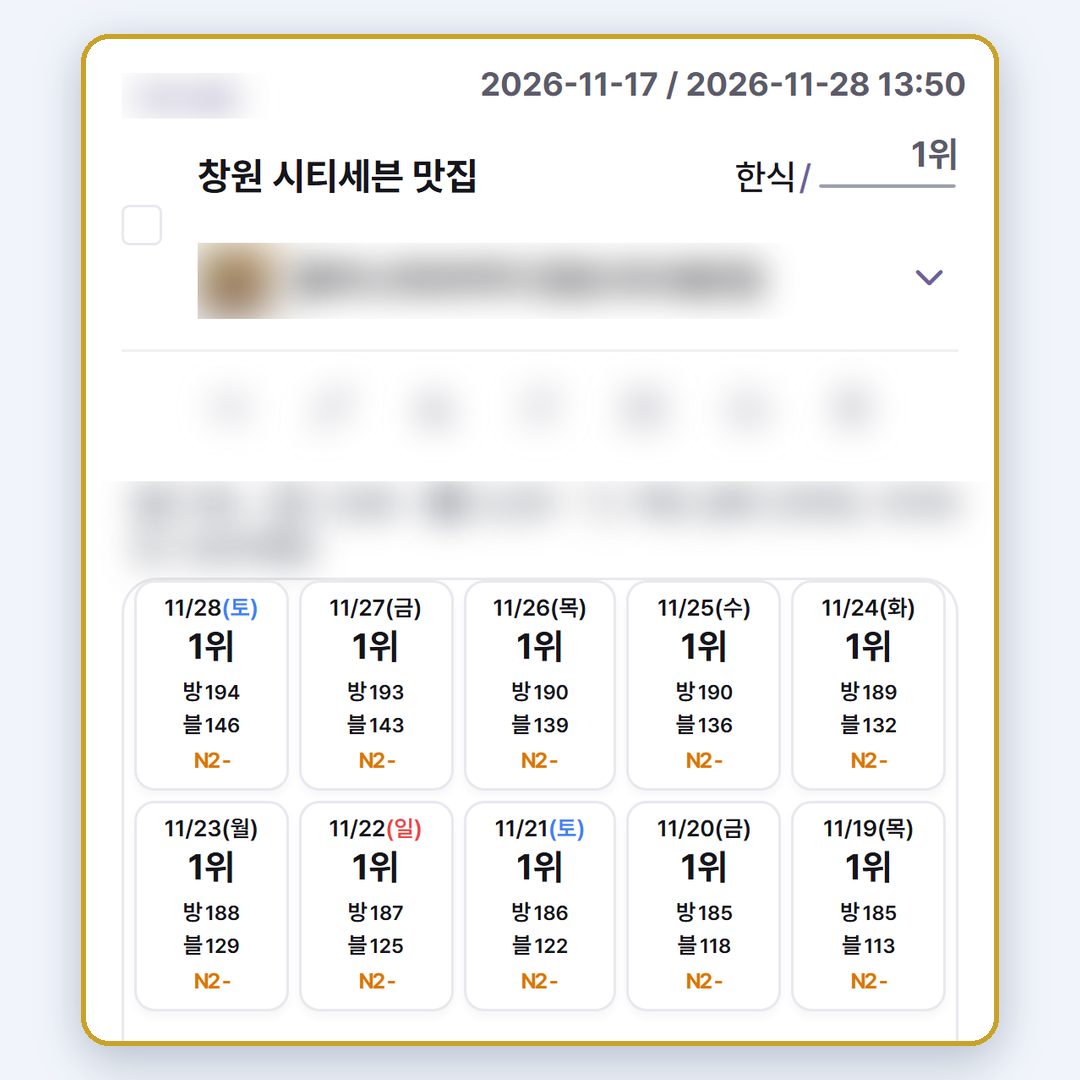 2026-11-17 / 2026-11-28 13:50
창원 시티세븐 맛집
한식/ 1위
11/28(토) 11/27(금) 11/26(목) 11/25(수) 11/24(화)
1위 1위 1위 1위 1위
방194 방193 방190 방190 방189
블146 블143 블139 블136 블132
N2- N2- N2- N2- N2-
11/23(월) 11/22(일) 11/21(토) 11/20(금) 11/19(목)
1위 1위 1위 1위 1위
방188 방187 방186 방185 방185
블129 블125 블122 블118 블113
N2- N2- N2- N2- N2-